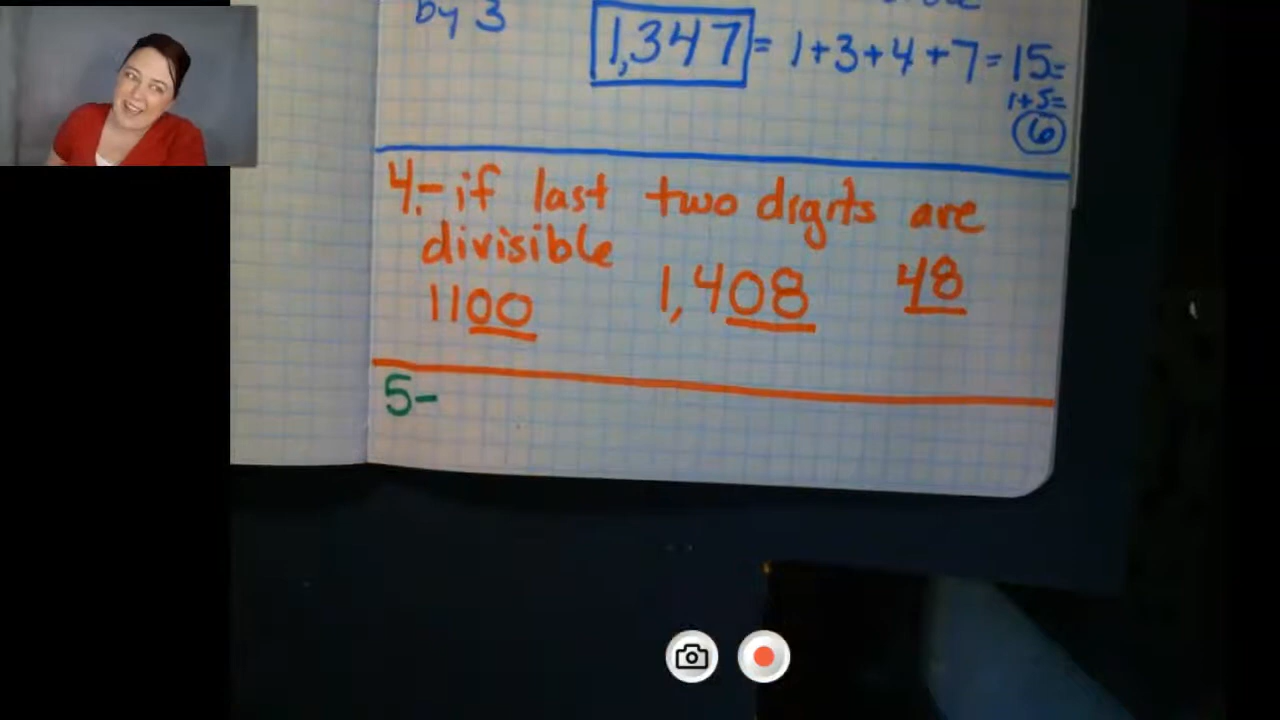 by 3
1,347 = 1+3+4+7=15=
1+5=
6
4.- if last two digits are
divisible
1100 1,408 48
5-